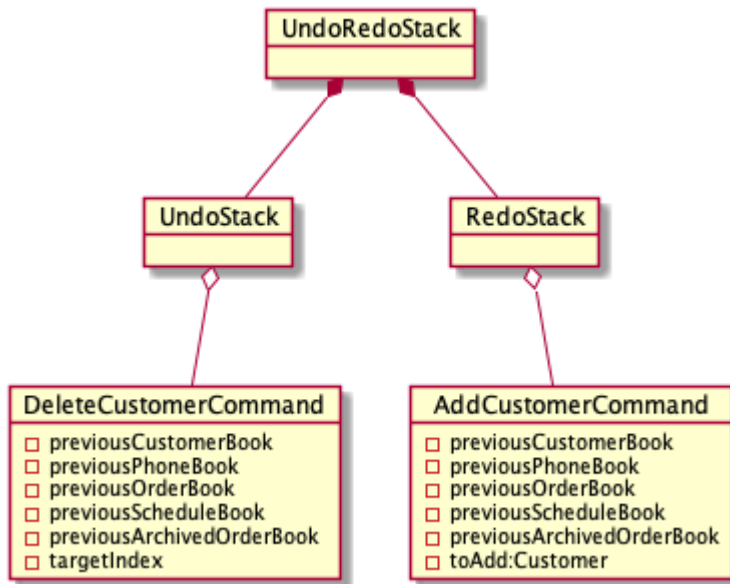 UndoRedoStack
UndoStack
RedoStack
DeleteCustomerCommand
previousCustomerBook
previousPhoneBook
previousOrderBook
previousScheduleBook
previousArchivedOrderBook
targetIndex
AddCustomerCommand
previousCustomerBook
previousPhoneBook
previousOrderBook
previousScheduleBook
previousArchivedOrderBook
toAdd:Customer